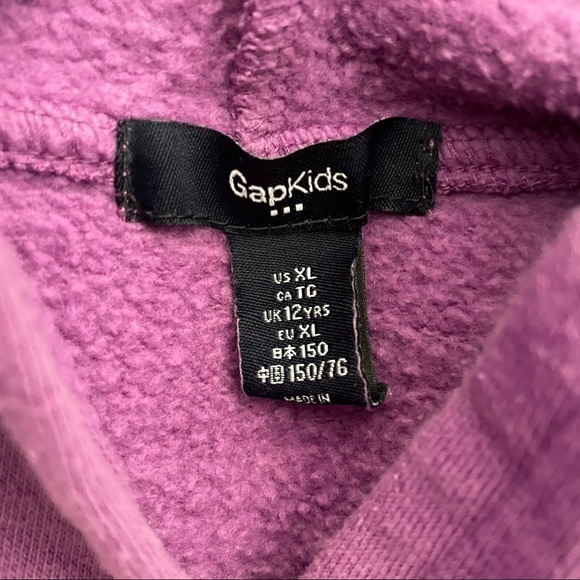 GapKids
US XL
CA TG
UK 12 YRS
EU XL
日本 150
中国 150/76
MADE IN